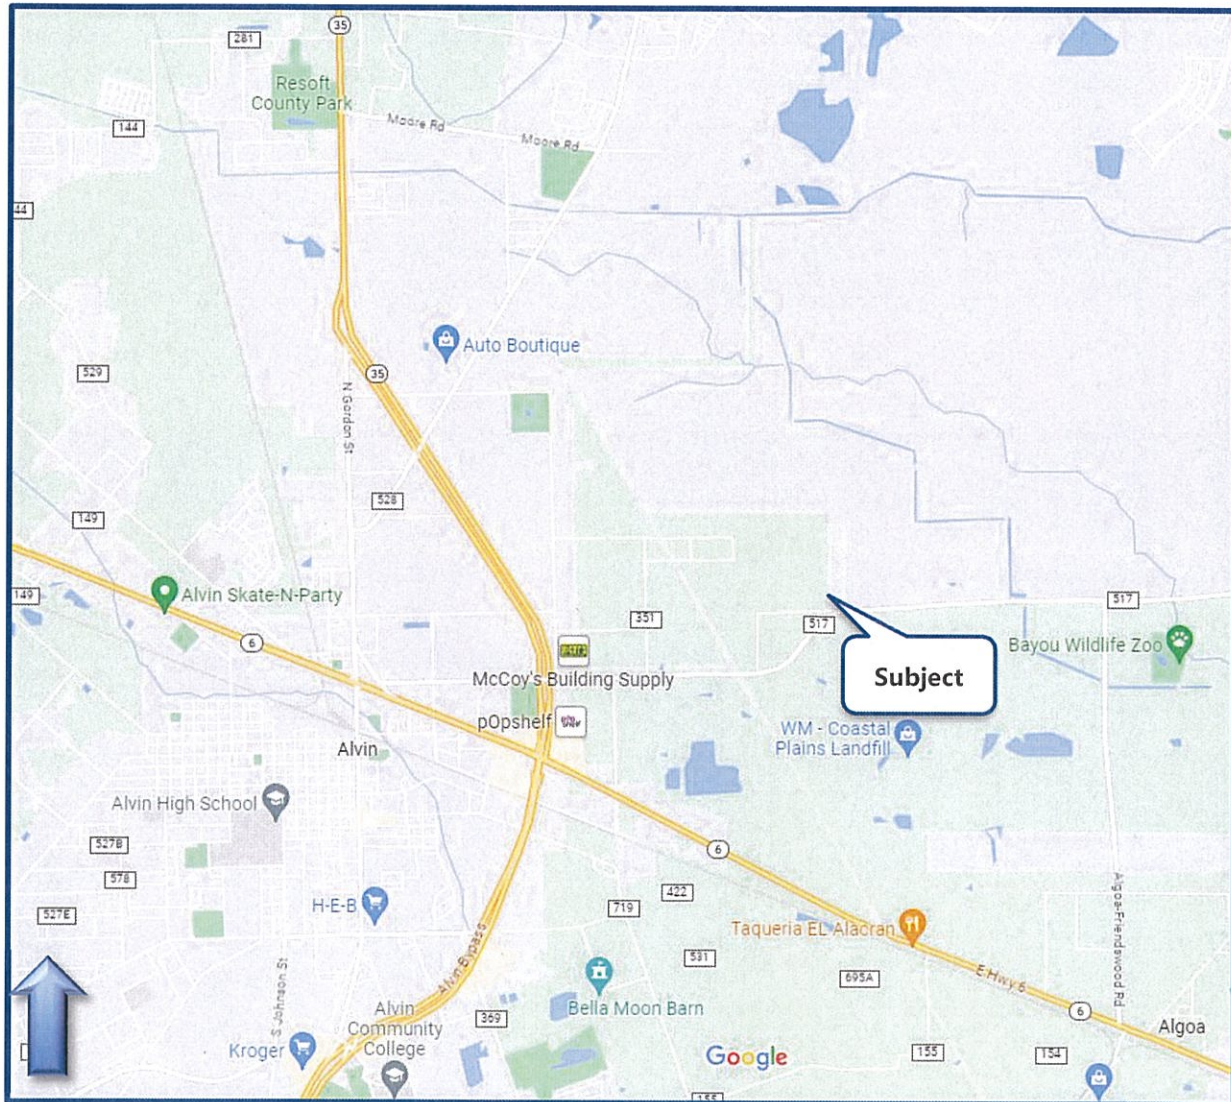 35
281
Resoft
County Park
144
Moore Rd
Moore Rd
44
Auto Boutique
35
529
N Gordon St
528
149
149
Alvin Skate-N-Party
6
351
517
517
Subject
Bayou Wildlife Zoo
McCoy's Building Supply
pOpshelf
WM - Coastal
Plains Landfill
Alvin
Alvin High School
527B
578
527E
H-E-B
6
422
719
Taqueria EL Alacran
Algoa-Friendswood Rd
531
695A
E Hwy 6
Alvin Bypass
S Johnson St
Bella Moon Barn
369
6
Alvin
Community
College
Kroger
Google
Algoa
155
154
155